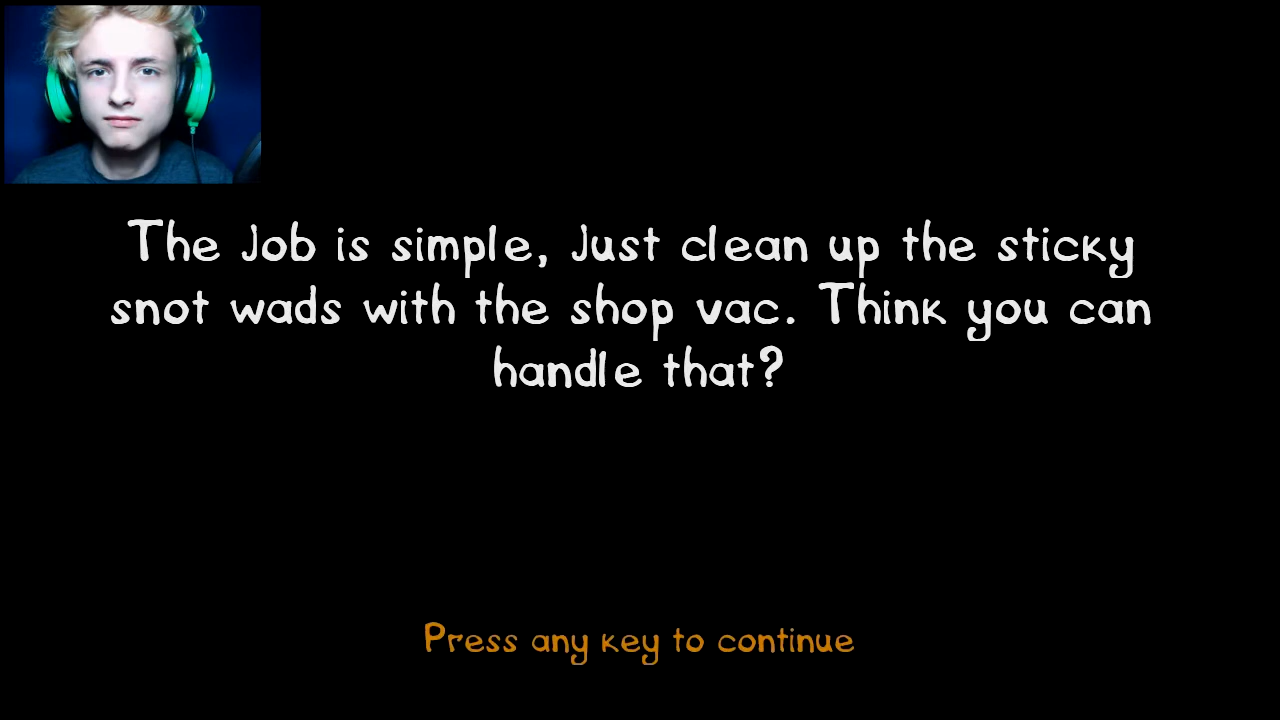 The Job is simple, Just clean up the sticky
snot wads with the shop vac. Think you can
handle that?
Press any key to continue